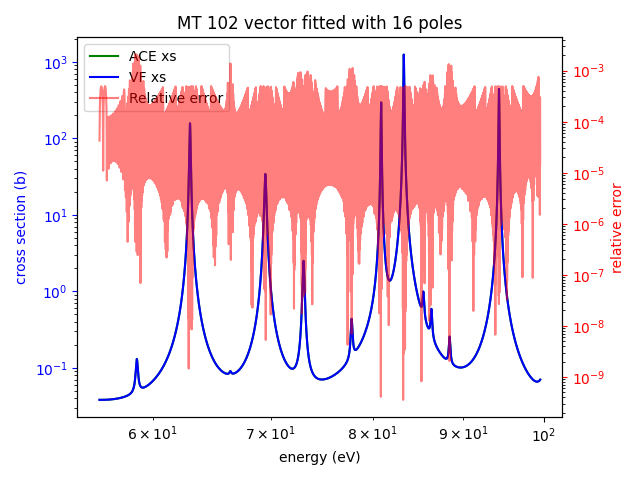 MT 102 vector fitted with 16 poles
ACE xs
VF xs
Relative error
cross section (b)
10³
10²
10¹
10⁰
10⁻¹
10⁻³
10⁻⁴
10⁻⁵
10⁻⁶
10⁻⁷
10⁻⁸
10⁻⁹
relative error
6 × 10¹ 7 × 10¹ 8 × 10¹ 9 × 10¹ 10²
energy (eV)